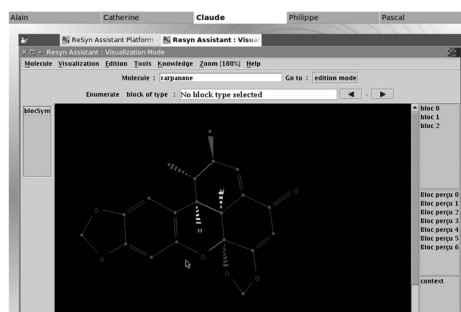 Alain Catherine Claude Philippe Pascal
ReSyn Assistant Platform - Resyn Assistant : Visua
Resyn Assistant : Visualization Mode
Molecule Visualization Edition Tools Knowledge Zoom [100%] Help
Molecule : carpanone Go to : edition mode
Enumerate block of type : No block type selected
blocSym
bloc 0
bloc 1
bloc 2
O
O
O
H
H
O
O
O
Bloc perçu 0
Bloc perçu 1
Bloc perçu 2
Bloc perçu 3
Bloc perçu 4
Bloc perçu 5
Bloc perçu 6
context